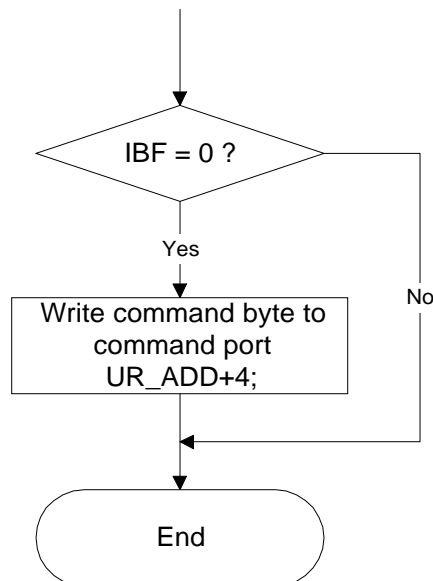 IBF = 0 ?
Yes
No
Write command byte to
command port
UR_ADD+4;
End